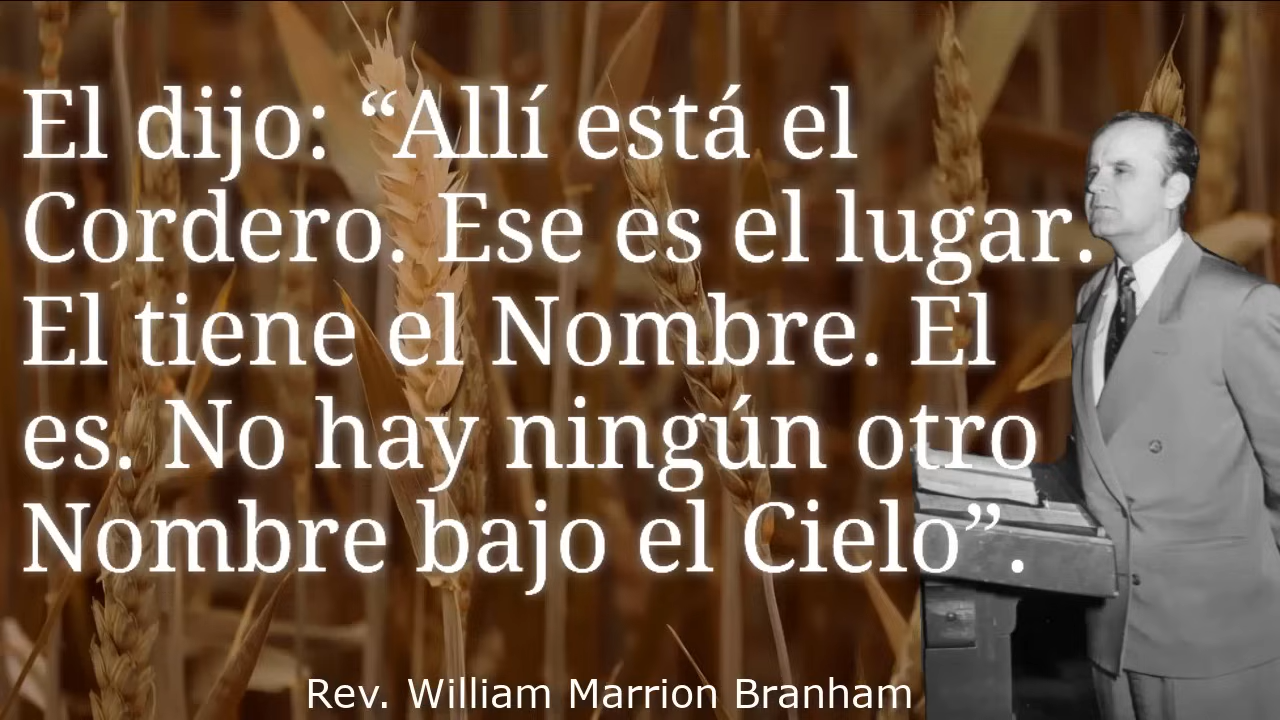 El dijo: “Allí está el
Cordero. Ese es el lugar.
El tiene el Nombre. El
es. No hay ningún otro
Nombre bajo el Cielo”.
Rev. William Marrion Branham